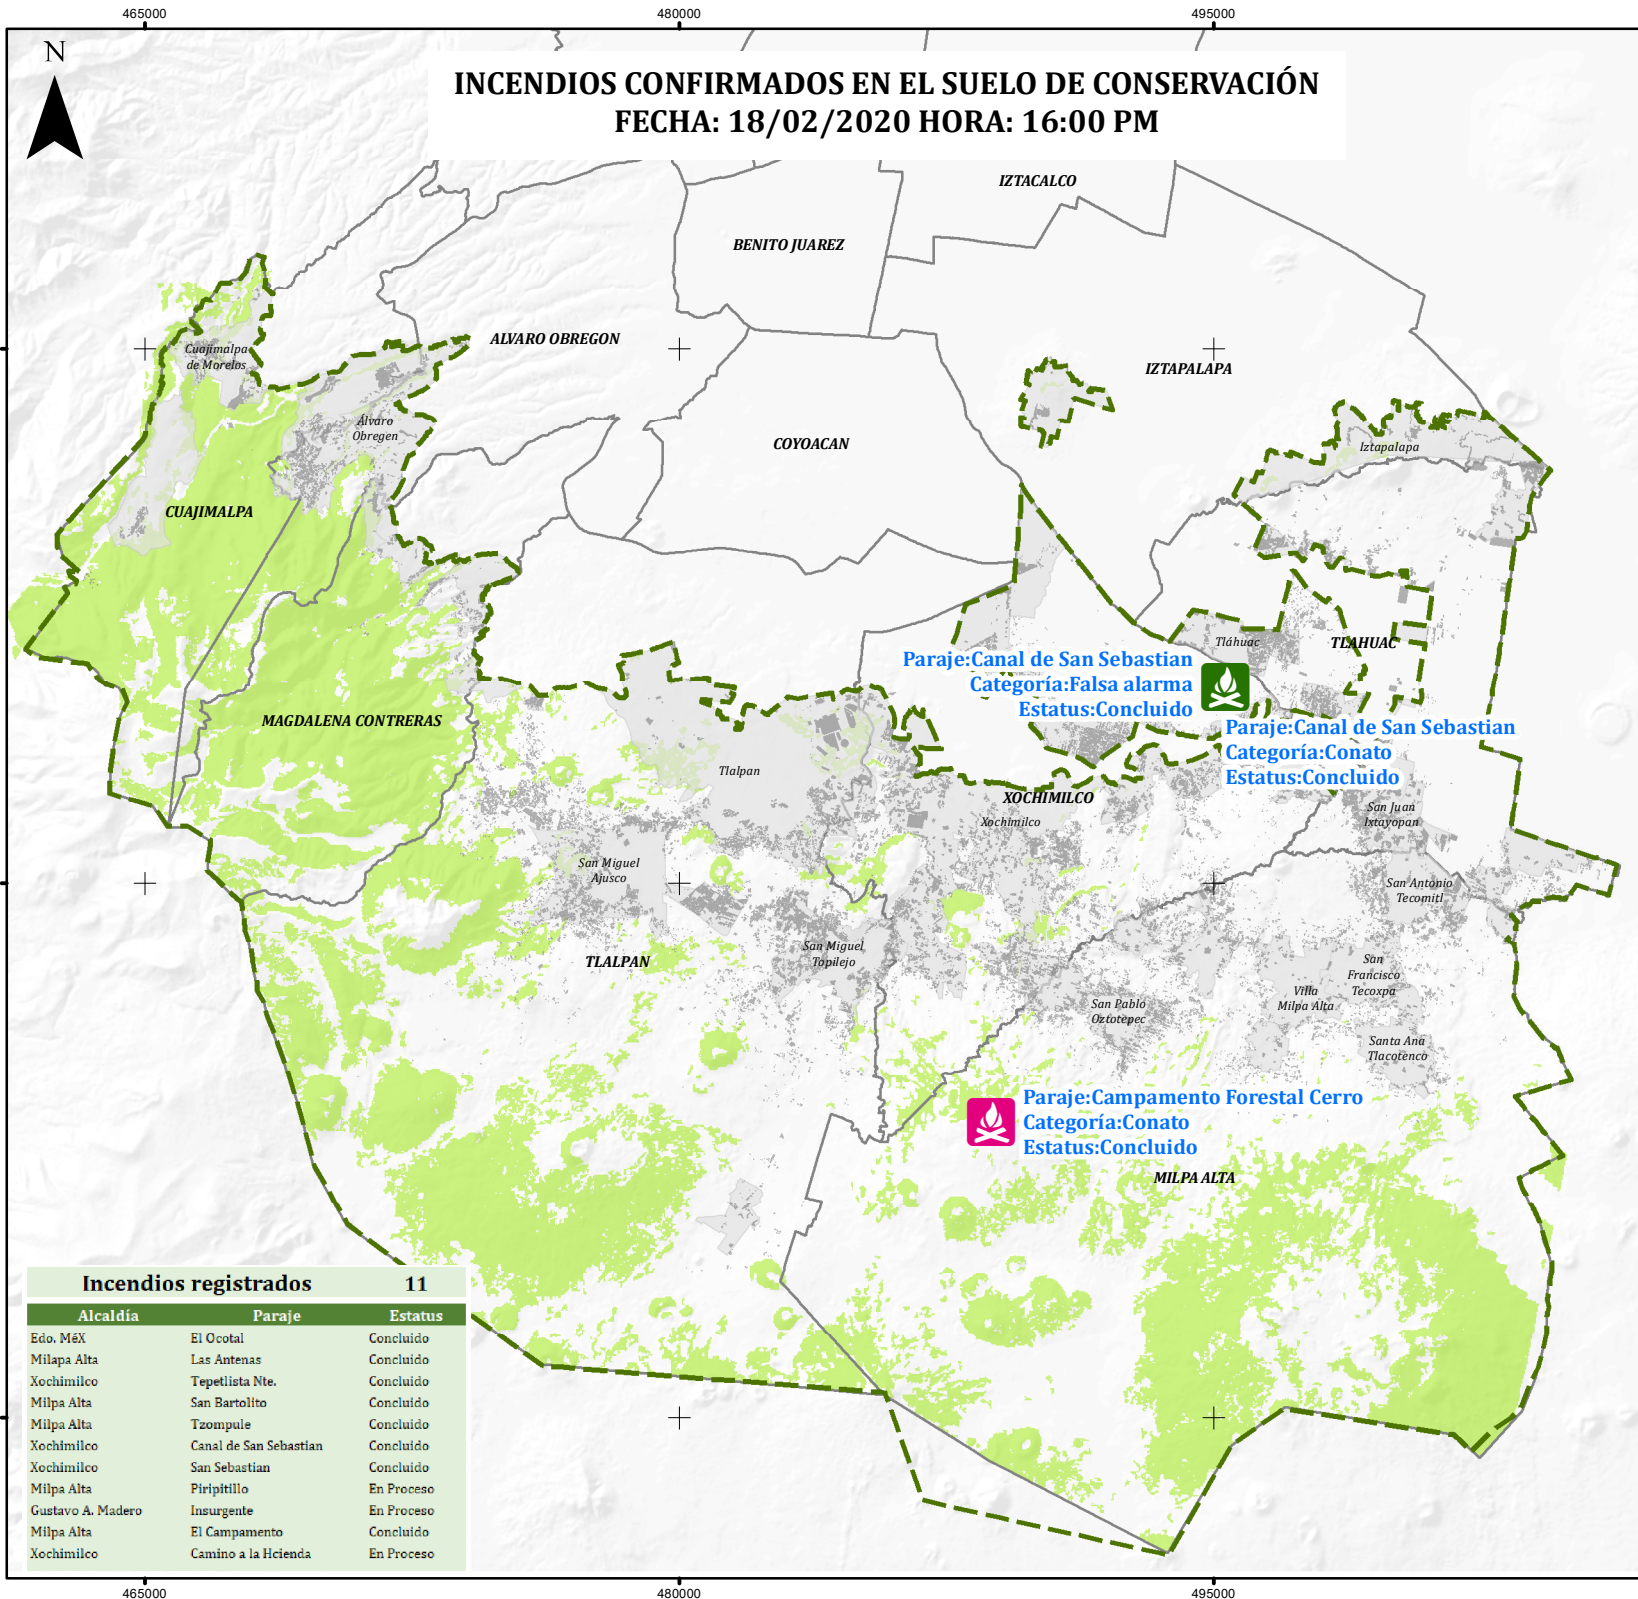 465000 480000 495000
N
INCENDIOS CONFIRMADOS EN EL SUELO DE CONSERVACIÓN
FECHA: 18/02/2020 HORA: 16:00 PM
IZTACALCO
BENITO JUAREZ
ALVARO OBREGON
Cuajimalpa
de Morelos
IZTAPALAPA
Álvaro
Obregon
COYOACAN
Iztapalapa
CUAJIMALPA
Tláhuac
TLAHUAC
Paraje:Canal de San Sebastian
Categoría:Falsa alarma
Estatus:Concluido
MAGDALENA CONTRERAS
Paraje:Canal de San Sebastian
Categoría:Conato
Estatus:Concluido
Tlalpan
XOCHIMILCO
Xochimilco
San Juan
Ixtayopan
San Miguel
Ajusco
San Antonio
Tecomitl
San Miguel
Topilejo
TLALPAN
San
Francisco
Tecoxpa
Villa
Milpa Alta
San Pablo
Oztotepec
Santa Ana
Tlacotenco
Paraje:Campamento Forestal Cerro
Categoría:Conato
Estatus:Concluido
MILPA ALTA
Incendios registrados 11
Alcaldía Paraje Estatus
Edo. MéX El Ocotal Concluido
Milapa Alta Las Antenas Concluido
Xochimilco Tepetlista Nte. Concluido
Milpa Alta San Bartolito Concluido
Milpa Alta Tzompule Concluido
Xochimilco Canal de San Sebastian Concluido
Xochimilco San Sebastian Concluido
Milpa Alta Piripitillo En Proceso
Gustavo A. Madero Insurgente En Proceso
Milpa Alta El Campamento Concluido
Xochimilco Camino a la Hcienda En Proceso
465000 480000 495000